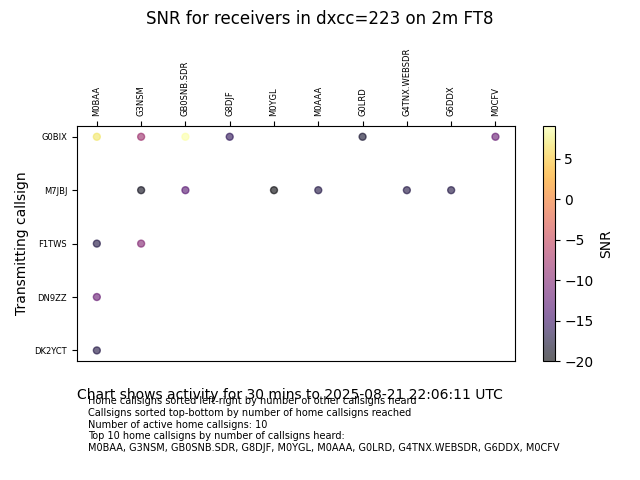 SNR for receivers in dxcc=223 on 2m FT8
M0BAA
G3NSM
GB0SNB.SDR
G8DJF
M0YGL
M0AAA
G0LRD
G4TNX.WEBSDR
G6DDX
M0CFV
G0BIX
M7JBJ
F1TWS
DN9ZZ
DK2YCT
Transmitting callsign
5
0
−5
−10
−15
−20
SNR
Chart shows activity for 30 mins to 2025-08-21 22:06:11 UTC
Home callsigns sorted left-right by number of other callsigns heard
Callsigns sorted top-bottom by number of home callsigns reached
Number of active home callsigns: 10
Top 10 home callsigns by number of callsigns heard:
M0BAA, G3NSM, GB0SNB.SDR, G8DJF, M0YGL, M0AAA, G0LRD, G4TNX.WEBSDR, G6DDX, M0CFV